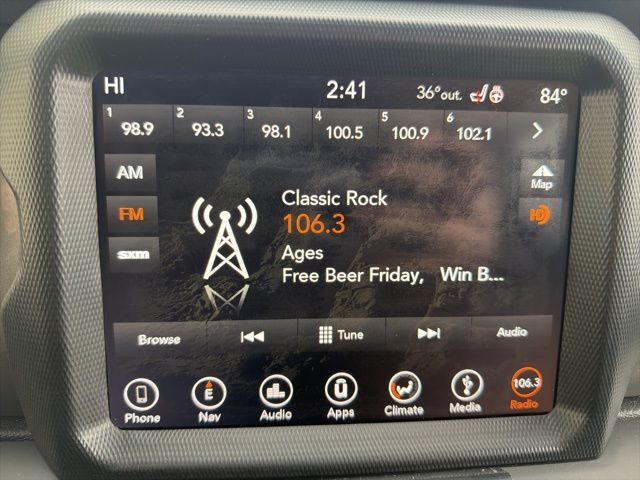 HI 2:41 36° out. 84°
1 98.9 2 93.3 3 98.1 4 100.5 5 100.9 6 102.1
AM
Map
Classic Rock
FM
106.3
HD
sxm
Ages
Free Beer Friday, Win B...
Browse Tune Audio
E
106.3
Phone Nav Audio Apps Climate Media Radio